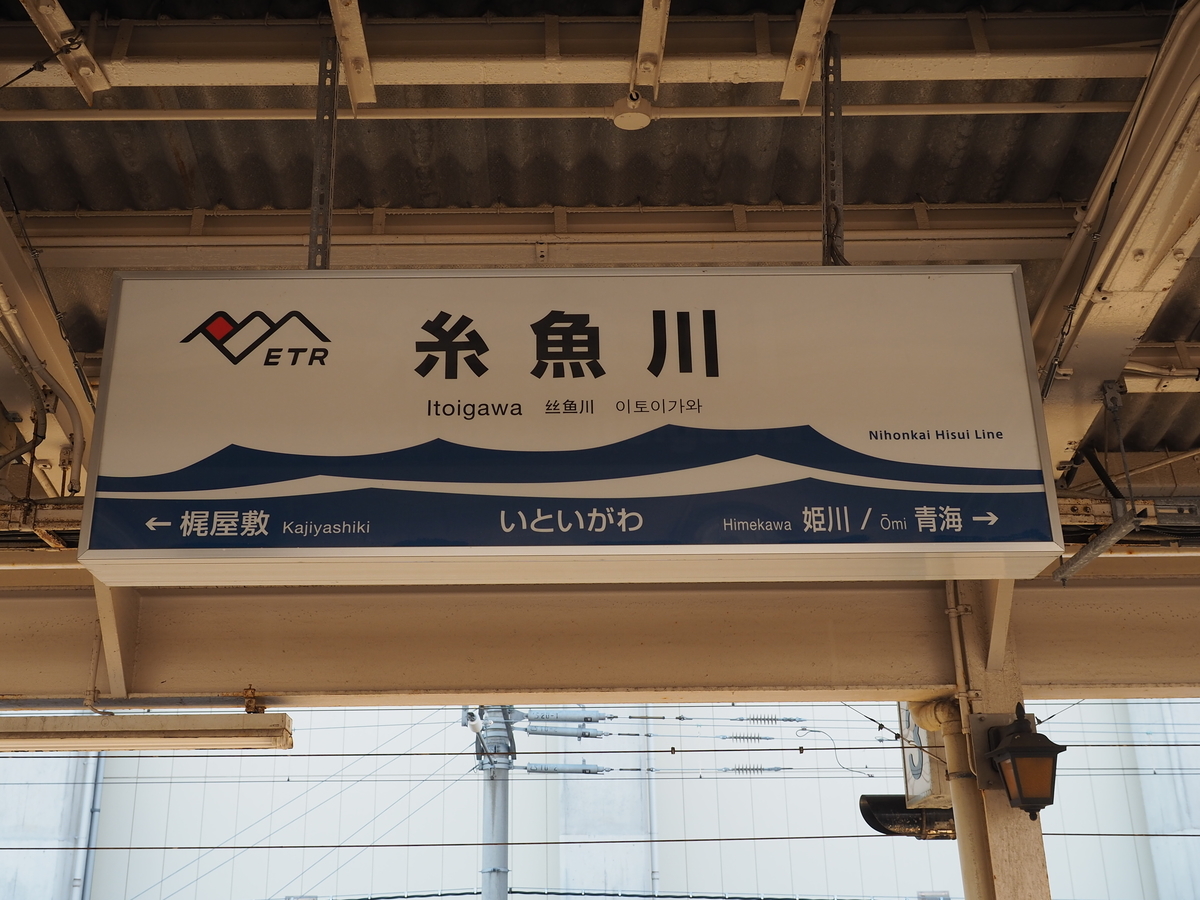 ETR
糸魚川
Itoigawa 丝鱼川 이토이가와
Nihonkai Hisui Line
← 梶屋敷 Kajiyashiki いといがわ Himekawa 姫川 / Ōmi 青海 →